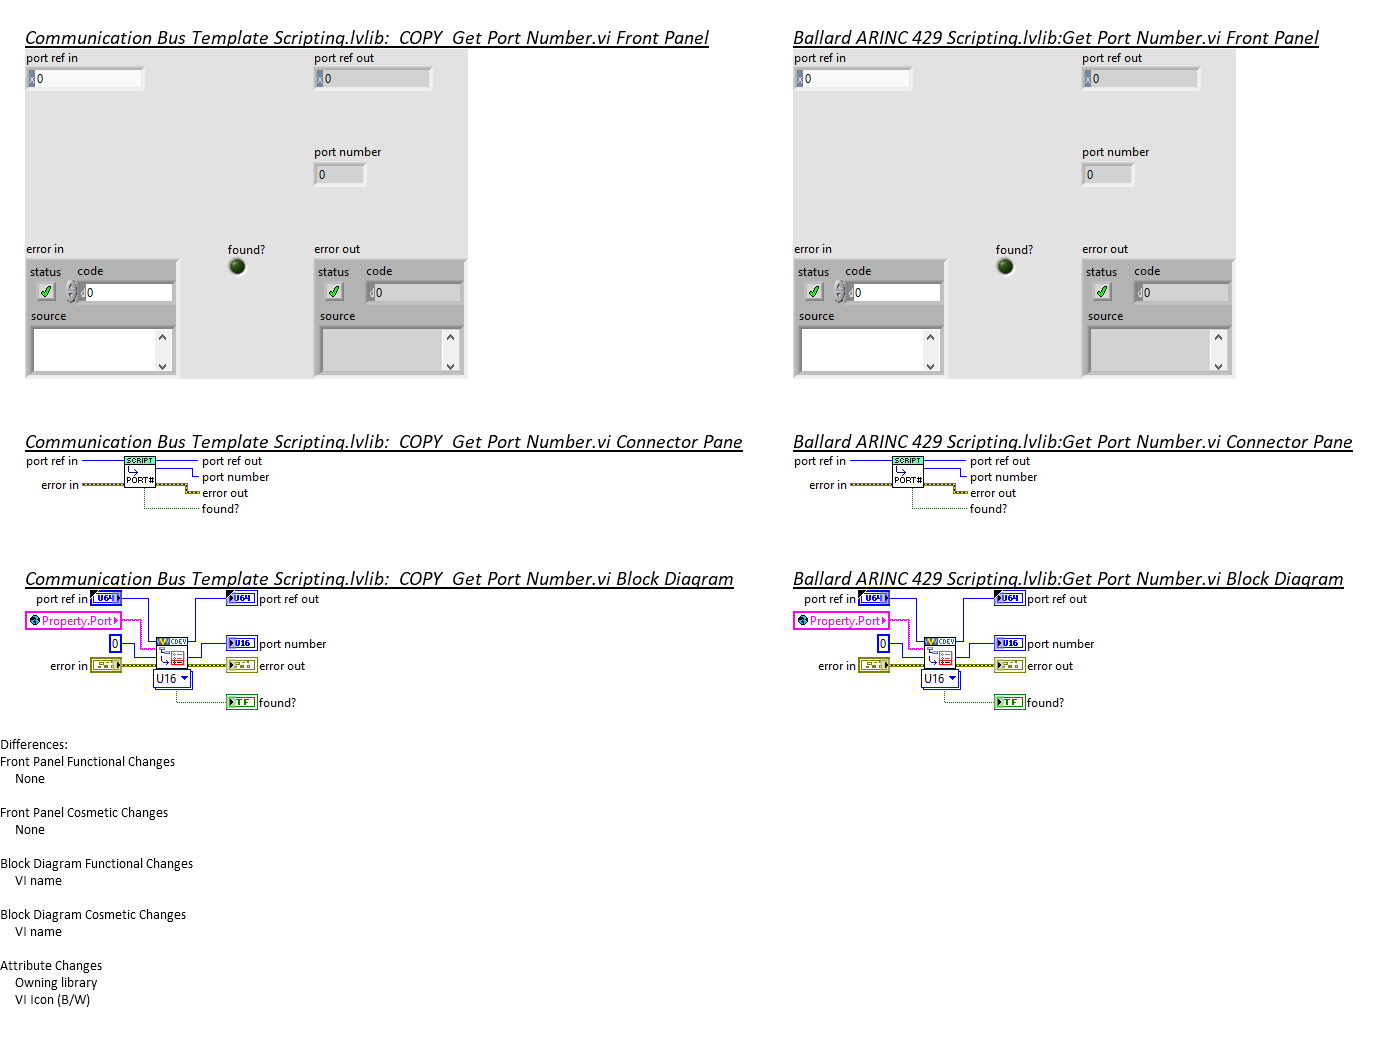 Communication Bus Template Scripting.lvlib:  COPY  Get Port Number.vi Front Panel
port ref in
x 0
port ref out
x 0
port number
0
error in
status
code
d 0
source
found?
error out
status
code
d 0
source
Ballard ARINC 429 Scripting.lvlib:Get Port Number.vi Front Panel
port ref in
x 0
port ref out
x 0
port number
0
error in
status
code
d 0
source
found?
error out
status
code
d 0
source
Communication Bus Template Scripting.lvlib:  COPY  Get Port Number.vi Connector Pane
port ref in
error in
SCRIPT
PORT#
port ref out
port number
error out
found?
Ballard ARINC 429 Scripting.lvlib:Get Port Number.vi Connector Pane
port ref in
error in
SCRIPT
PORT#
port ref out
port number
error out
found?
Communication Bus Template Scripting.lvlib:  COPY  Get Port Number.vi Block Diagram
port ref in
U64
Property.Port
0
error in
CDEV
U16
U64
port ref out
U16
port number
error out
TF
found?
Ballard ARINC 429 Scripting.lvlib:Get Port Number.vi Block Diagram
port ref in
U64
Property.Port
0
error in
CDEV
U16
U64
port ref out
U16
port number
error out
TF
found?
Differences:
Front Panel Functional Changes
None
Front Panel Cosmetic Changes
None
Block Diagram Functional Changes
VI name
Block Diagram Cosmetic Changes
VI name
Attribute Changes
Owning library
VI Icon (B/W)